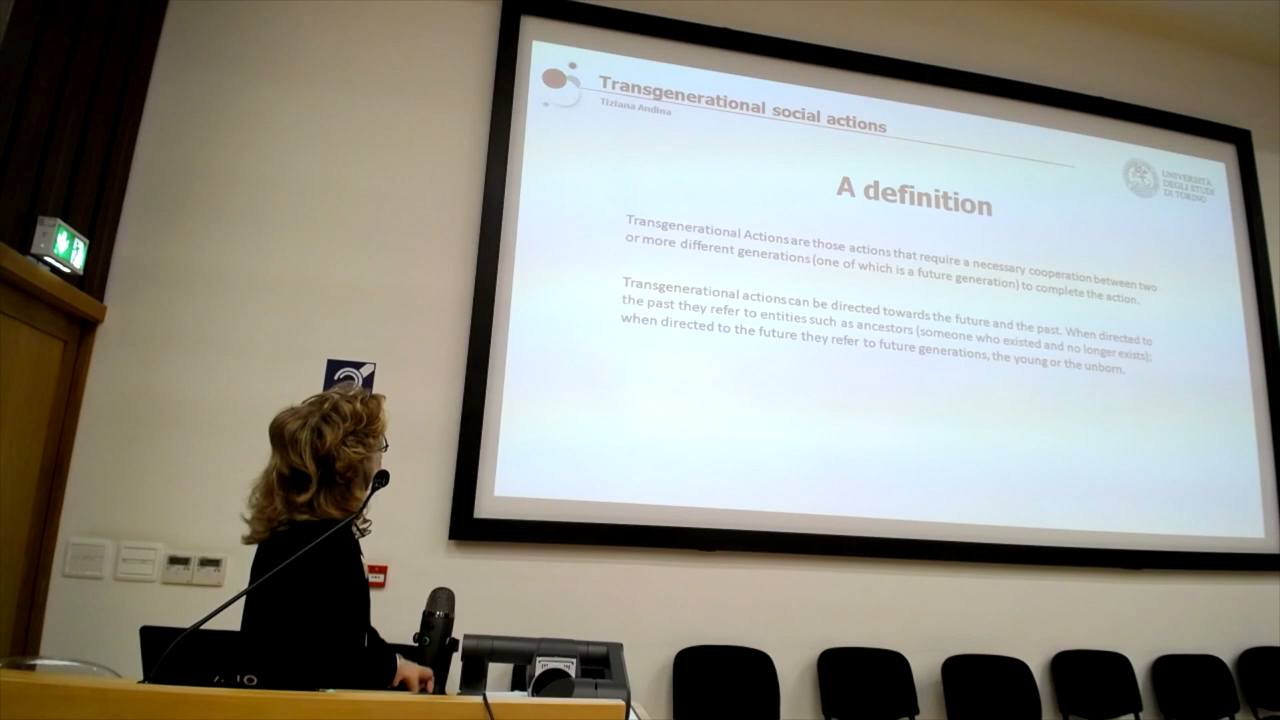 Transgenerational social actions
Tiziana Andina
UNIVERSITÀ
DEGLI STUDI
DI TORINO
A definition
Transgenerational Actions are those actions that require a necessary cooperation between two
or more different generations (one of which is a future generation) to complete the action.
Transgenerational actions can be directed towards the future and the past. When directed to
the past they refer to entities such as ancestors (someone who existed and no longer exists);
when directed to the future they refer to future generations, the young or the unborn.